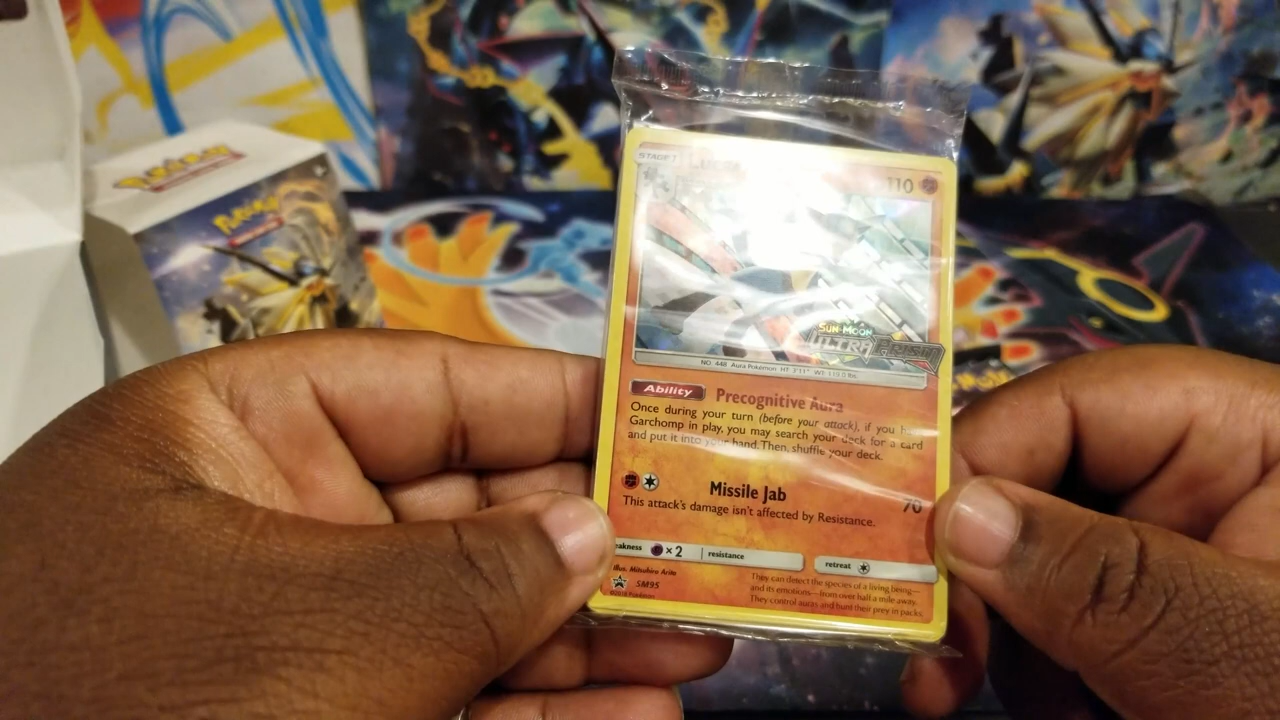 Pokémon
Pokémon
STAGE 1
110
SUN & MOON
ULTRA PRISM
NO. 448 Aura Pokémon HT: 3'11" WT: 119.0 lbs.
Ability Precognitive Aura
Once during your turn (before your attack), if you have
Garchomp in play, you may search your deck for a card
and put it into your hand. Then, shuffle your deck.
Missile Jab 70
This attack's damage isn't affected by Resistance.
weakness ×2 resistance retreat
Illus. Mitsuhiro Arita
SM95
©2018 Pokémon
They can detect the species of a living being—
and its emotions—from over half a mile away.
They control auras and hunt their prey in packs.